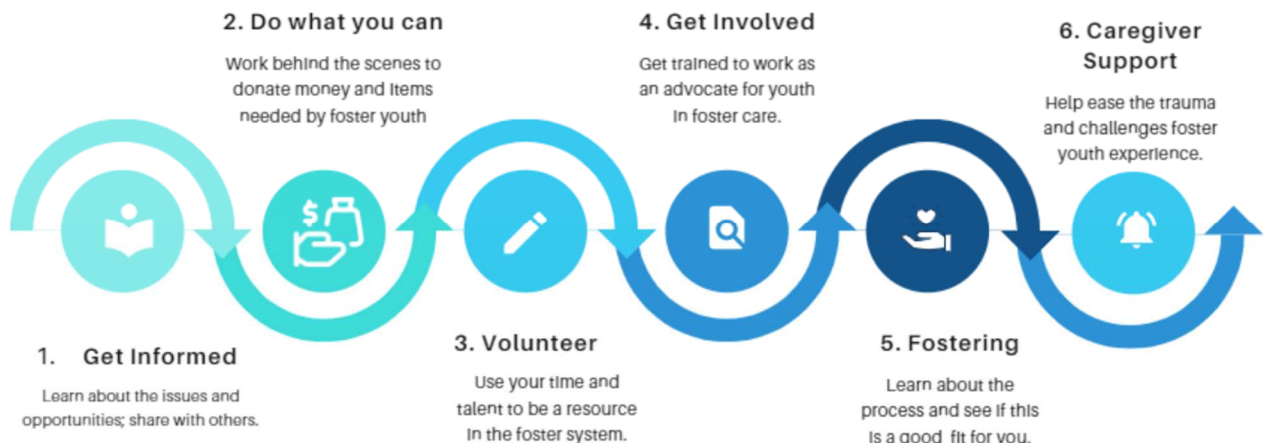 1. Get Informed
Learn about the issues and
opportunities; share with others.
2. Do what you can
Work behind the scenes to
donate money and items
needed by foster youth
3. Volunteer
Use your time and
talent to be a resource
in the foster system.
4. Get Involved
Get trained to work as
an advocate for youth
in foster care.
5. Fostering
Learn about the
process and see if this
is a good fit for you.
6. Caregiver
Support
Help ease the trauma
and challenges foster
youth experience.
$